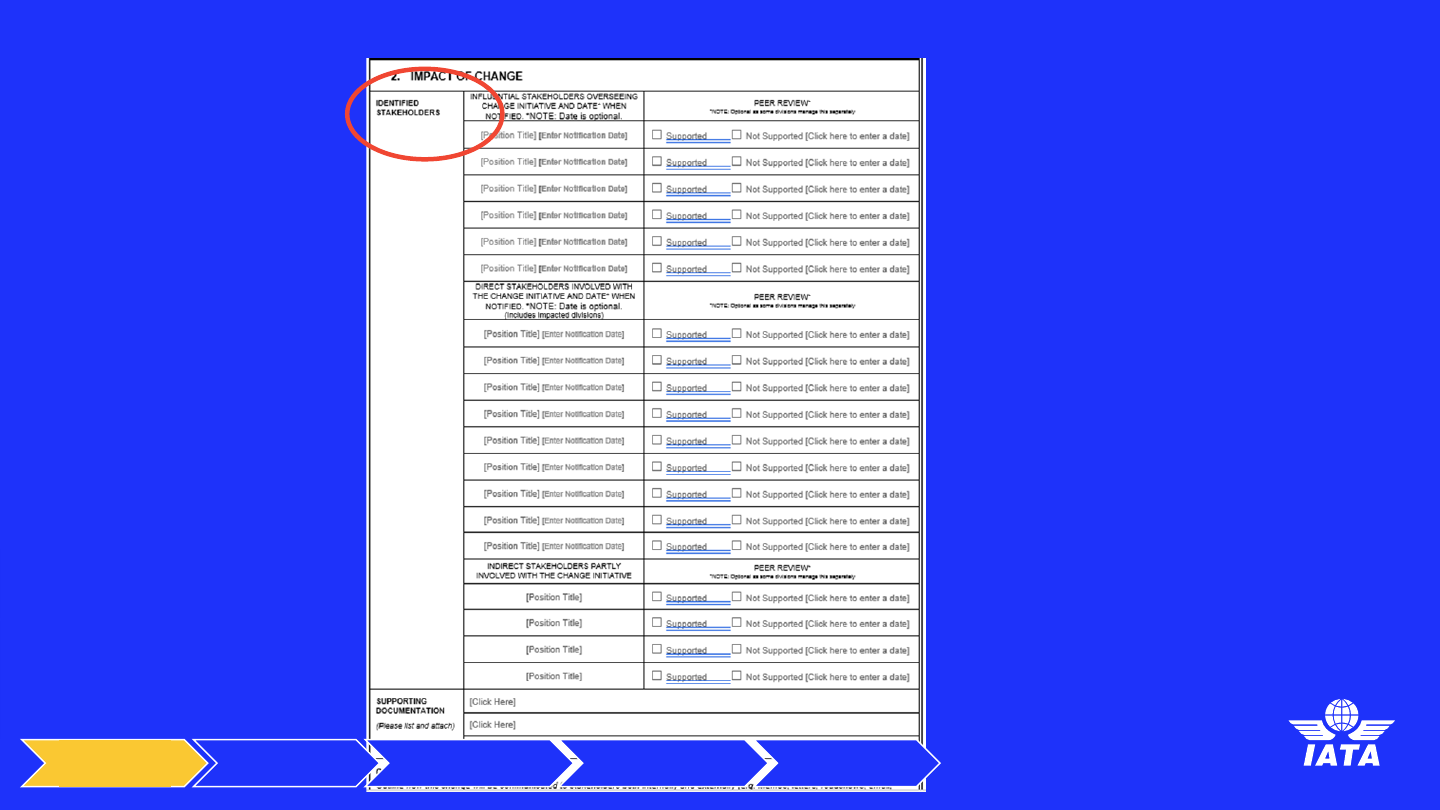 2. IMPACT OF CHANGE
IDENTIFIED
STAKEHOLDERS
INFLUENTIAL STAKEHOLDERS OVERSEEING
CHANGE INITIATIVE AND DATE* WHEN
NOTIFIED. *NOTE: Date is optional.
PEER REVIEW*
*NOTE: Optional as some divisions manage this separately
[Position Title] [Enter Notification Date] ☐ Supported ☐ Not Supported [Click here to enter a date]
[Position Title] [Enter Notification Date] ☐ Supported ☐ Not Supported [Click here to enter a date]
[Position Title] [Enter Notification Date] ☐ Supported ☐ Not Supported [Click here to enter a date]
[Position Title] [Enter Notification Date] ☐ Supported ☐ Not Supported [Click here to enter a date]
[Position Title] [Enter Notification Date] ☐ Supported ☐ Not Supported [Click here to enter a date]
[Position Title] [Enter Notification Date] ☐ Supported ☐ Not Supported [Click here to enter a date]
DIRECT STAKEHOLDERS INVOLVED WITH
THE CHANGE INITIATIVE AND DATE* WHEN
NOTIFIED. *NOTE: Date is optional.
(Includes impacted divisions)
PEER REVIEW*
*NOTE: Optional as some divisions manage this separately
[Position Title] [Enter Notification Date] ☐ Supported ☐ Not Supported [Click here to enter a date]
[Position Title] [Enter Notification Date] ☐ Supported ☐ Not Supported [Click here to enter a date]
[Position Title] [Enter Notification Date] ☐ Supported ☐ Not Supported [Click here to enter a date]
[Position Title] [Enter Notification Date] ☐ Supported ☐ Not Supported [Click here to enter a date]
[Position Title] [Enter Notification Date] ☐ Supported ☐ Not Supported [Click here to enter a date]
[Position Title] [Enter Notification Date] ☐ Supported ☐ Not Supported [Click here to enter a date]
[Position Title] [Enter Notification Date] ☐ Supported ☐ Not Supported [Click here to enter a date]
[Position Title] [Enter Notification Date] ☐ Supported ☐ Not Supported [Click here to enter a date]
[Position Title] [Enter Notification Date] ☐ Supported ☐ Not Supported [Click here to enter a date]
INDIRECT STAKEHOLDERS PARTLY
INVOLVED WITH THE CHANGE INITIATIVE
PEER REVIEW*
*NOTE: Optional as some divisions manage this separately
[Position Title] ☐ Supported ☐ Not Supported [Click here to enter a date]
[Position Title] ☐ Supported ☐ Not Supported [Click here to enter a date]
[Position Title] ☐ Supported ☐ Not Supported [Click here to enter a date]
[Position Title] ☐ Supported ☐ Not Supported [Click here to enter a date]
SUPPORTING
DOCUMENTATION
(Please list and attach)
[Click Here]
[Click Here]
IATA